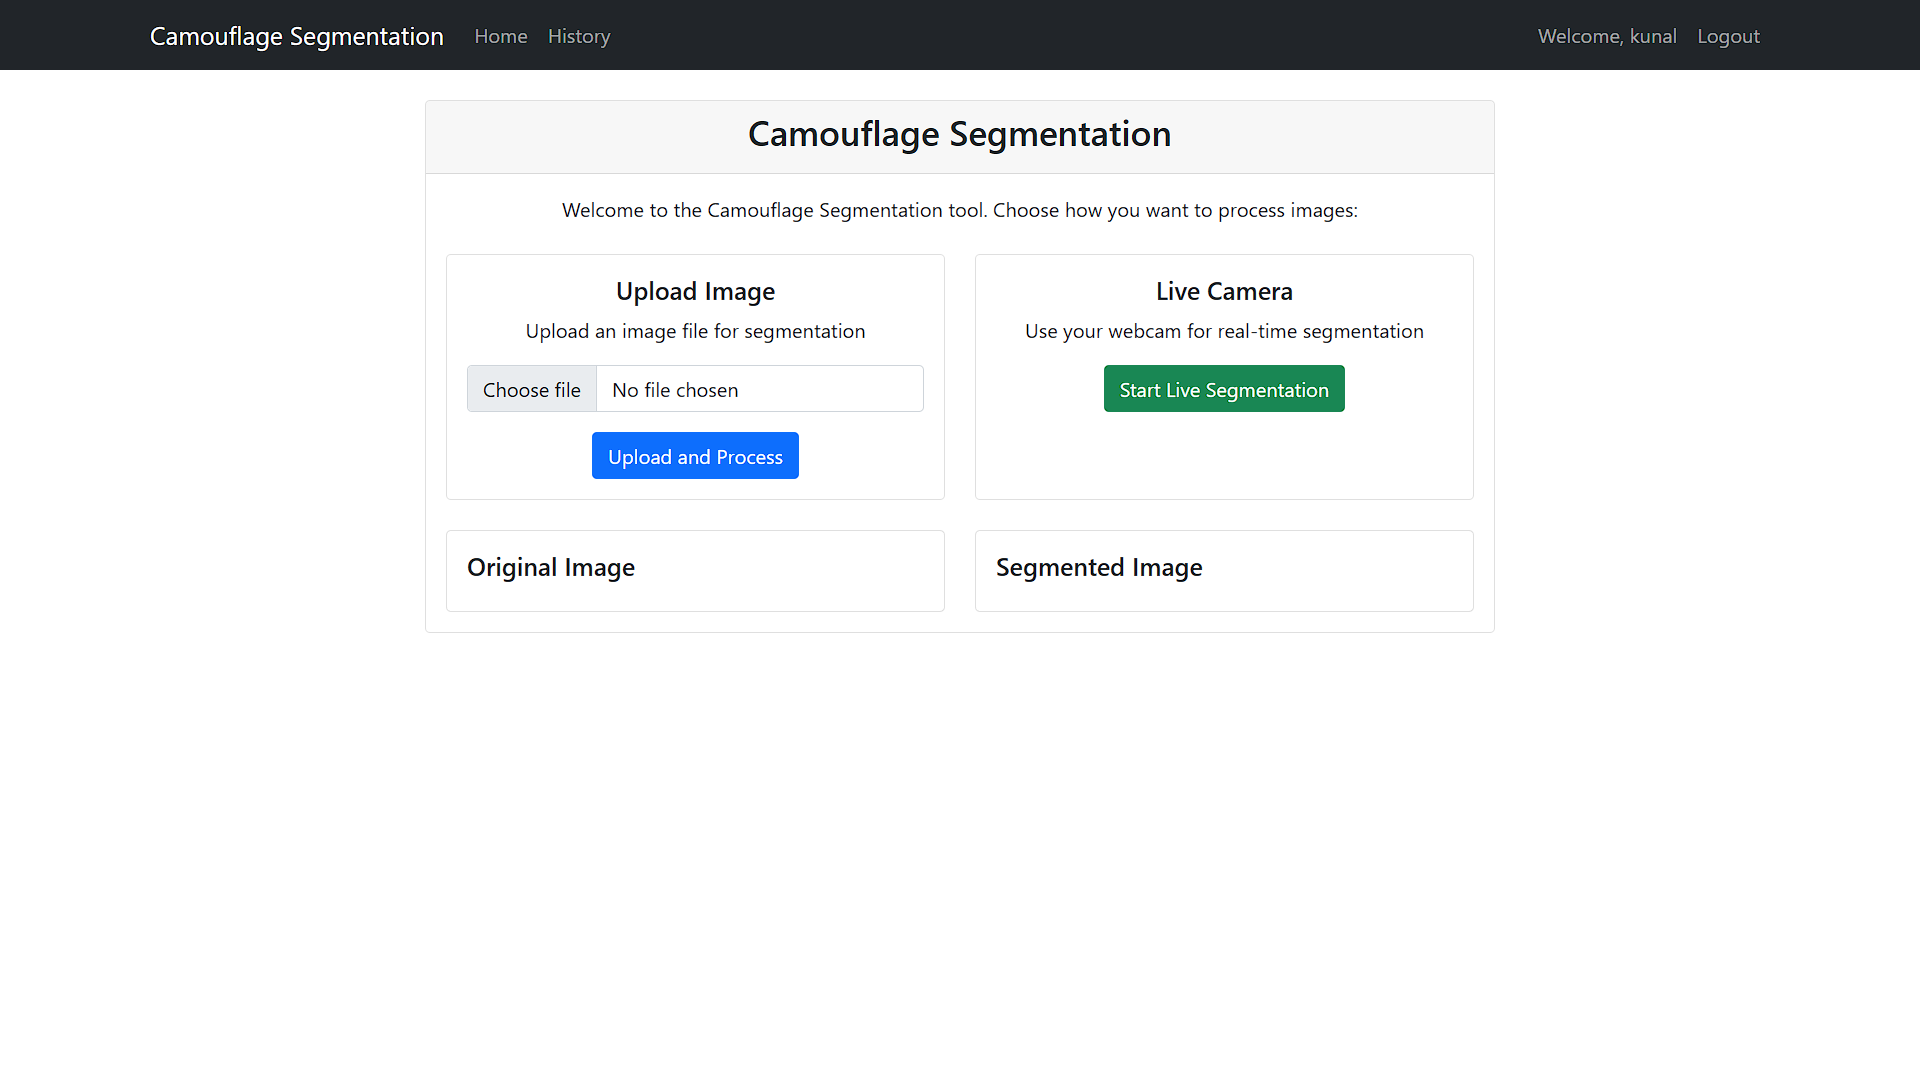 Camouflage Segmentation Home History Welcome, kunal Logout
Camouflage Segmentation
Welcome to the Camouflage Segmentation tool. Choose how you want to process images:
Upload Image
Upload an image file for segmentation
Choose file No file chosen
Upload and Process
Live Camera
Use your webcam for real-time segmentation
Start Live Segmentation
Original Image
Segmented Image